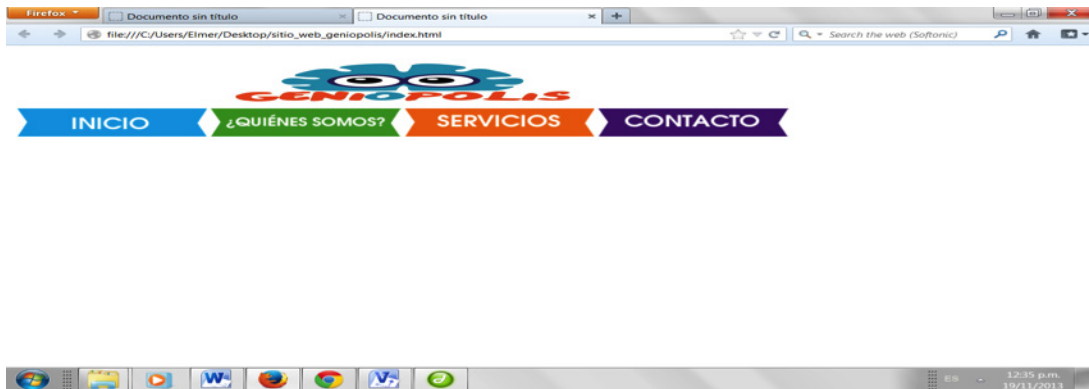 Firefox
Documento sin título
Documento sin título
file:///C:/Users/Elmer/Desktop/sitio_web_geniopolis/index.html
Search the web (Softonic)
GENIOPOLIS
INICIO
¿QUIÉNES SOMOS?
SERVICIOS
CONTACTO
ES
12:35 p.m.
19/11/2013